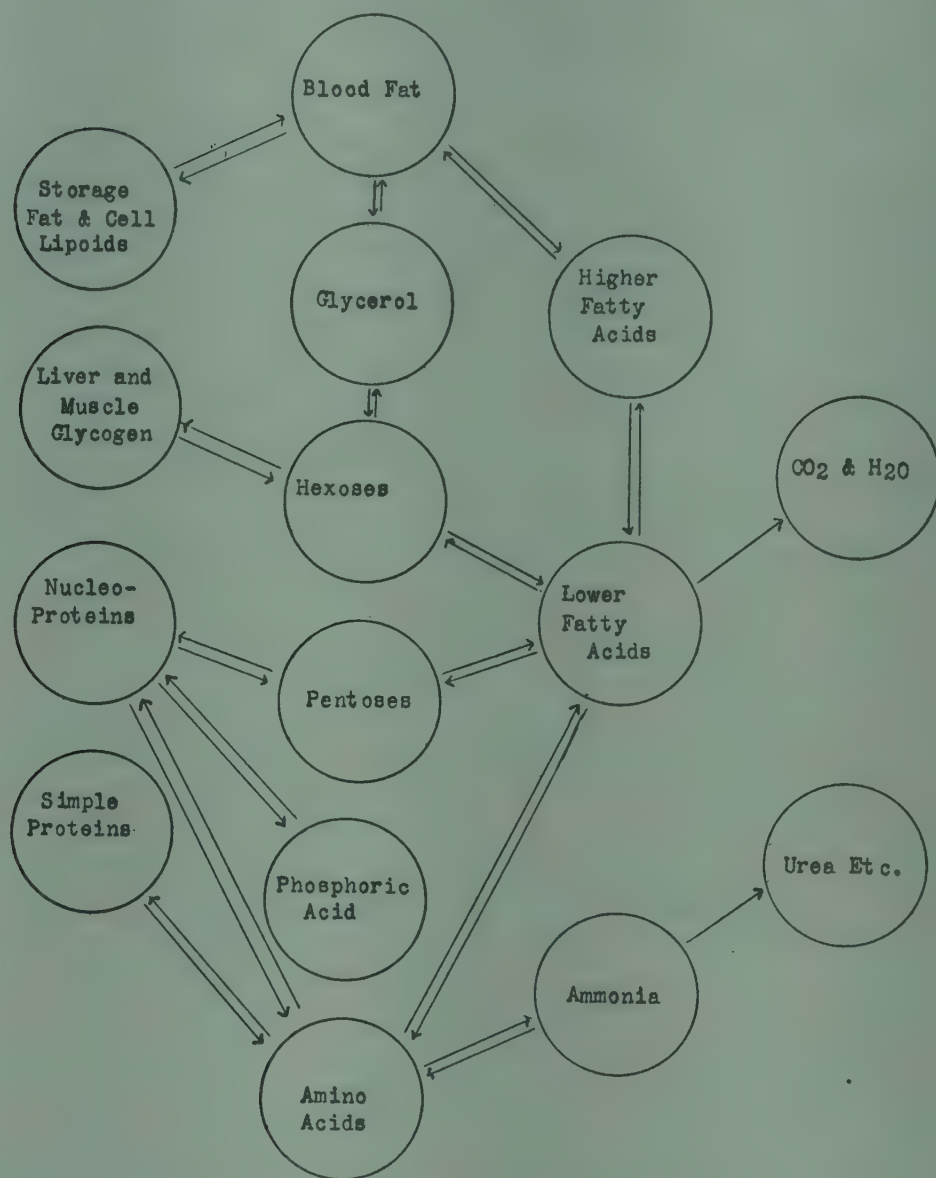 Blood Fat
Storage
Fat & Cell
Lipoids
Glycerol
Higher
Fatty
Acids
Liver and
Muscle
Glycogen
Hexoses
CO2 & H2O
Nucleo-
Proteins
Pentoses
Lower
Fatty
Acids
Simple
Proteins
Phosphoric
Acid
Urea Etc.
Ammonia
Amino
Acids